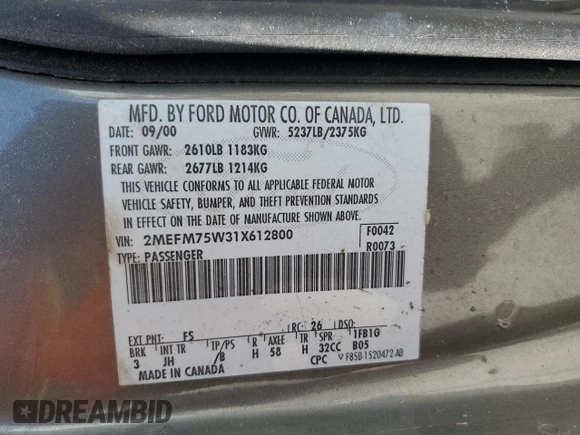 MFD. BY FORD MOTOR CO. OF CANADA, LTD.
DATE: 09/00 GVWR: 5237LB/2375KG
FRONT GAWR: 2610LB 1183KG
REAR GAWR: 2677LB 1214KG
THIS VEHICLE CONFORMS TO ALL APPLICABLE FEDERAL MOTOR
VEHICLE SAFETY, BUMPER, AND THEFT PREVENTION STANDARDS
IN EFFECT ON THE DATE OF MANUFACTURE SHOWN ABOVE.
VIN: 2MEFM75W31X612800 F0042
TYPE: PASSENGER R0073
EXT PNT: FS RC: 26 DSO:
BRK INT TR TP/PS R AXLE TR SPR 1FB1G
3 JH /B H 58 H 32CC B05
MADE IN CANADA CPC F85B-1520472-AB
DREAMBID